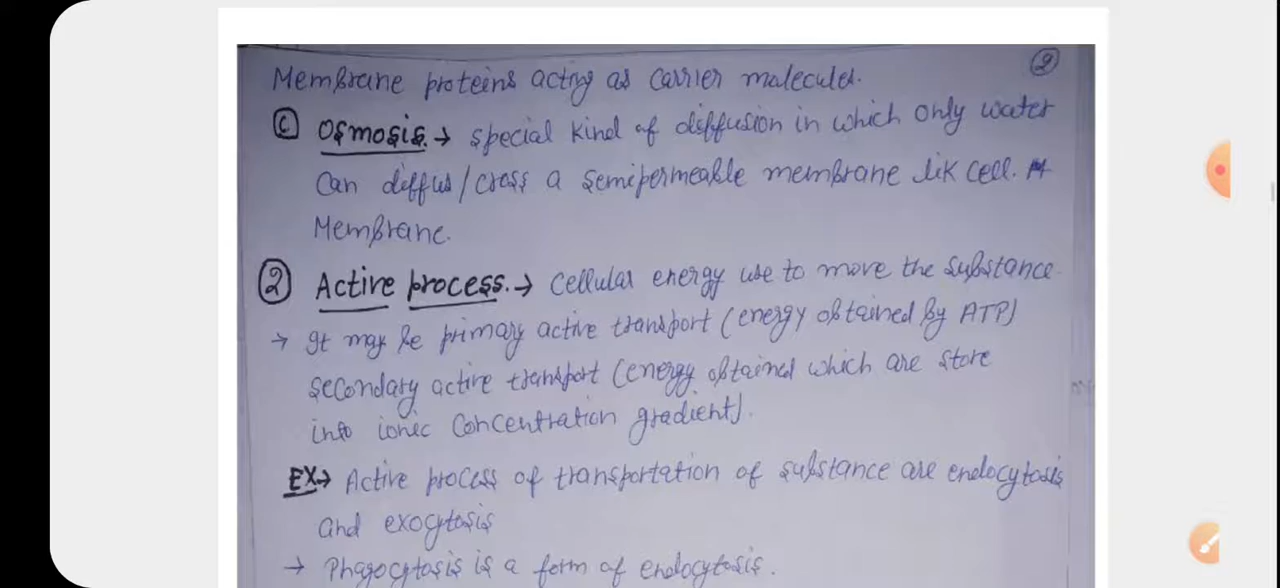 ②
Membrane proteins acting as carrier molecules.
Ⓒ Osmosis. → special kind of diffusion in which only water
can diffus/cross a semipermeable membrane lik cell.
Membrane.
② Active process. → cellular energy use to move the substance
→ It may be primary active transport (energy obtained by ATP)
secondary active transport (energy obtained which are store
into ionic concentration gradient).
EX→ Active process of transportation of substance are endocytosis
and exocytosis
→ Phagocytosis is a form of endocytosis.